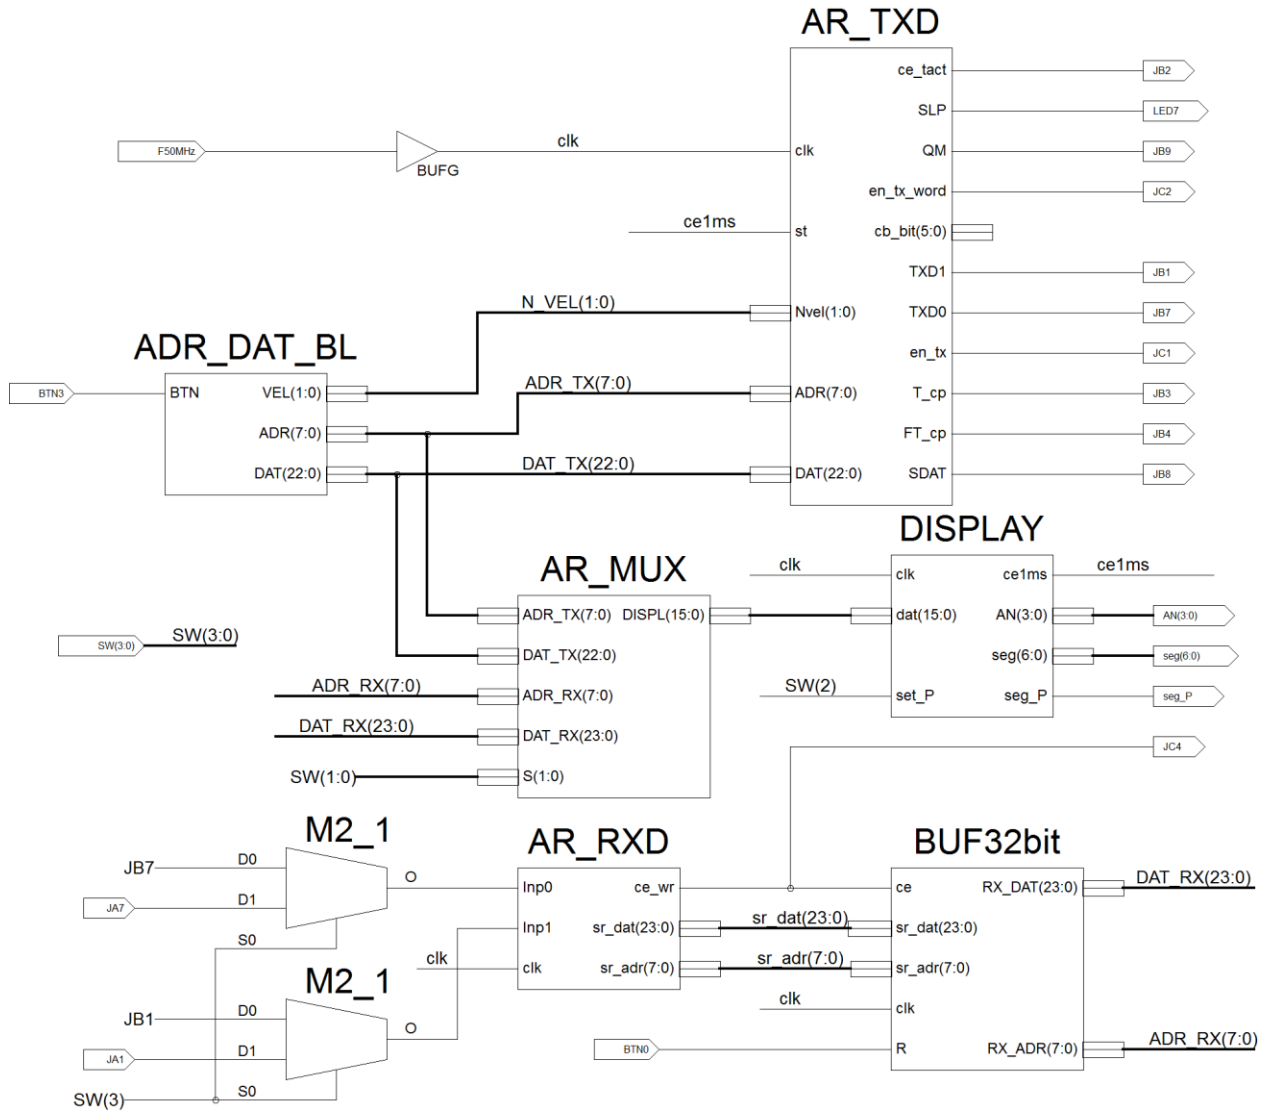 AR_TXD
ce_tact
JB2
SLP
LED7
F50MHz
BUFG
clk
clk
QM
JB9
en_tx_word
JC2
ce1ms
st
cb_bit(5:0)
TXD1
JB1
N_VEL(1:0)
Nvel(1:0)
TXD0
JB7
en_tx
JC1
ADR_DAT_BL
BTN3
BTN
VEL(1:0)
ADR_TX(7:0)
ADR(7:0)
T_cp
JB3
ADR(7:0)
FT_cp
JB4
DAT(22:0)
DAT_TX(22:0)
DAT(22:0)
SDAT
JB8
DISPLAY
AR_MUX
clk
clk
ce1ms
ce1ms
ADR_TX(7:0)
DISPL(15:0)
dat(15:0)
AN(3:0)
AN(3:0)
SW(3:0)
SW(3:0)
DAT_TX(22:0)
seg(6:0)
seg(6:0)
ADR_RX(7:0)
ADR_RX(7:0)
SW(2)
set_P
seg_P
seg_P
DAT_RX(23:0)
DAT_RX(23:0)
JC4
SW(1:0)
S(1:0)
M2_1
AR_RXD
BUF32bit
JB7
D0
O
Inp0
ce_wr
ce
RX_DAT(23:0)
DAT_RX(23:0)
JA7
D1
Inp1
sr_dat(23:0)
sr_dat(23:0)
sr_dat(23:0)
S0
clk
clk
sr_adr(7:0)
sr_adr(7:0)
sr_adr(7:0)
M2_1
JB1
D0
O
clk
clk
JA1
D1
BTN0
R
RX_ADR(7:0)
ADR_RX(7:0)
SW(3)
S0